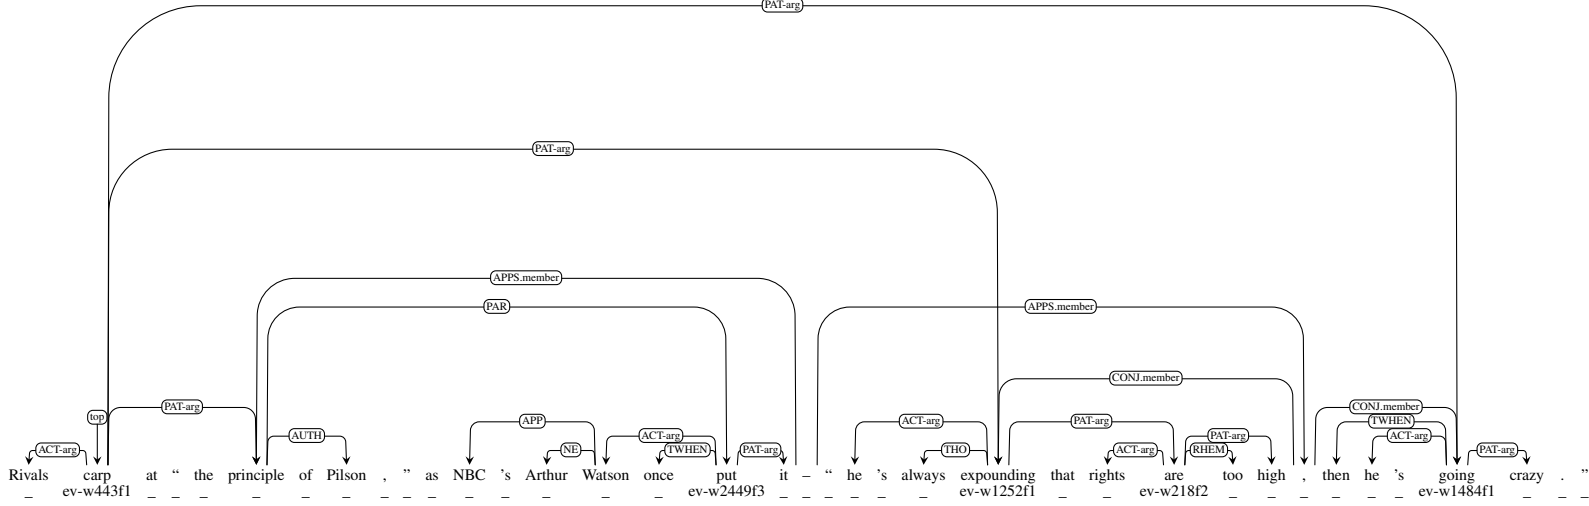 PAT-arg
PAT-arg
APPS.member
PAR APPS.member
CONJ.member
top PAT-arg CONJ.member
APP ACT-arg PAT-arg TWHEN
ACT-arg AUTH ACT-arg PAT-arg ACT-arg
NE TWHEN PAT-arg THO ACT-arg RHEM PAT-arg
Rivals carp at “ the principle of Pilson , ” as NBC ’s Arthur Watson once put it – “ he ’s always expounding that rights are too high , then he ’s going crazy . ”
_ ev-w443f1 _ _ _ _ _ _ _ _ _ _ _ _ _ _ ev-w2449f3 _ _ _ _ _ _ ev-w1252f1 _ _ ev-w218f2 _ _ _ _ _ _ ev-w1484f1 _ _ _